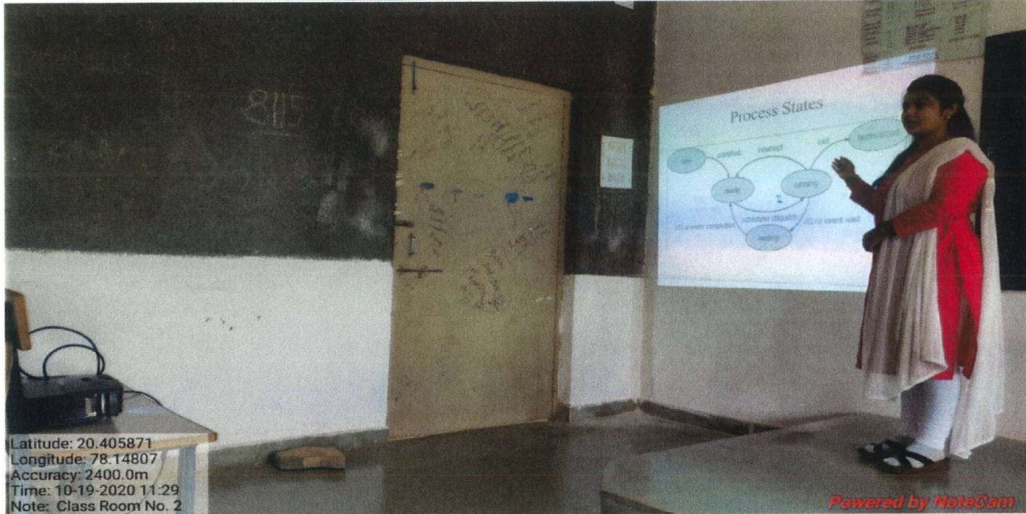 8115
Process States
new
admitted
interrupt
exit
terminated
ready
running
scheduler dispatch
I/O or event completion
I/O or event wait
waiting
Latitude: 20.405871
Longitude: 78.14807
Accuracy: 2400.0m
Time: 10-19-2020 11:29
Note: Class Room No. 2
Powered by NoteCam